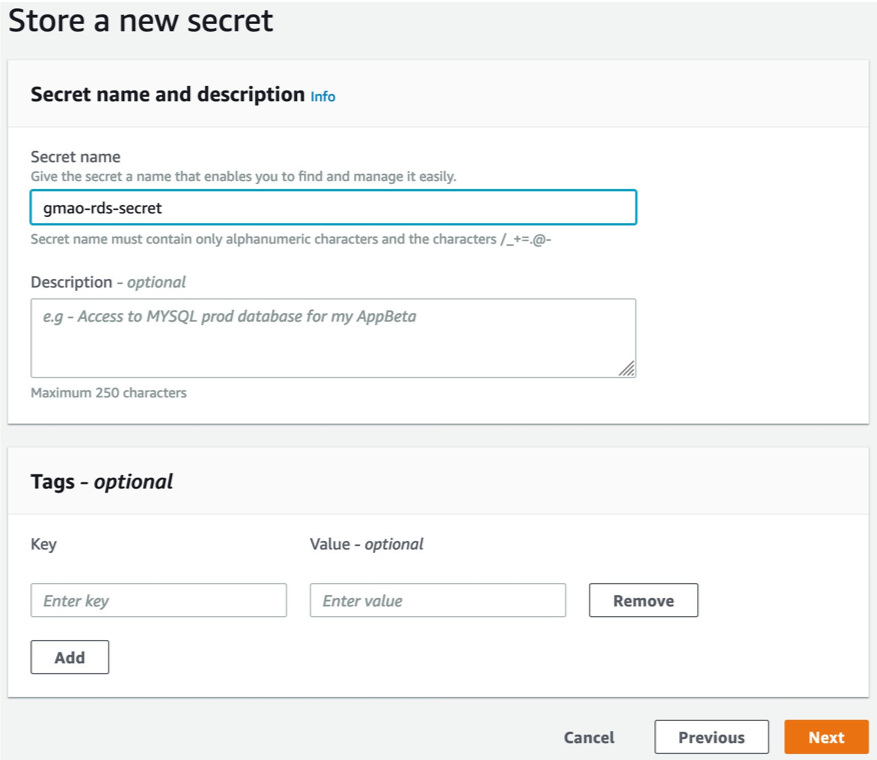 Store a new secret
Secret name and description Info
Secret name
Give the secret a name that enables you to find and manage it easily.
gmao-rds-secret
Secret name must contain only alphanumeric characters and the characters /_+=.@-
Description - optional
e.g - Access to MYSQL prod database for my AppBeta
Maximum 250 characters
Tags - optional
Key Value - optional
Enter key Enter value Remove
Add
Cancel Previous Next